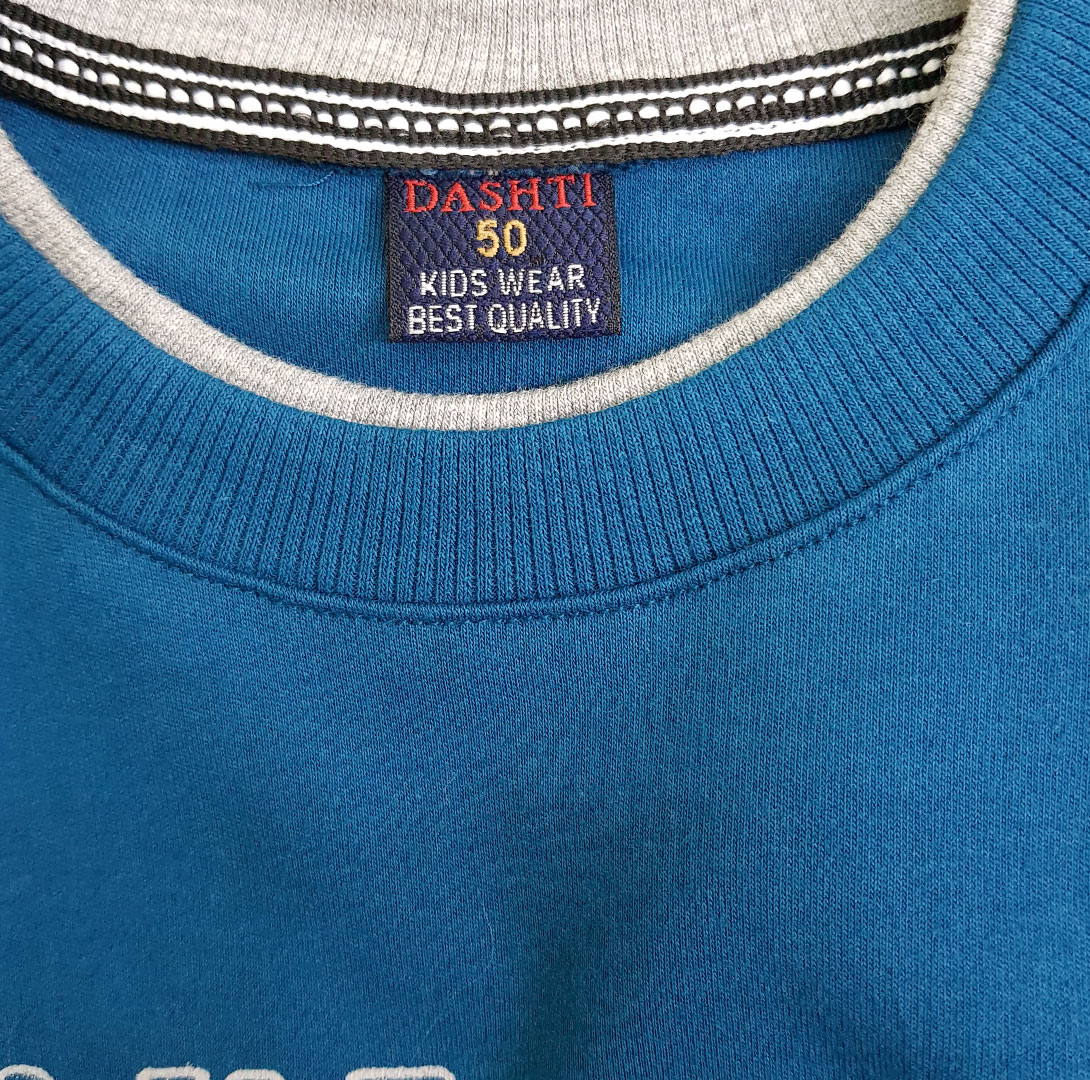 DASHTI
50
KIDS WEAR
BEST QUALITY